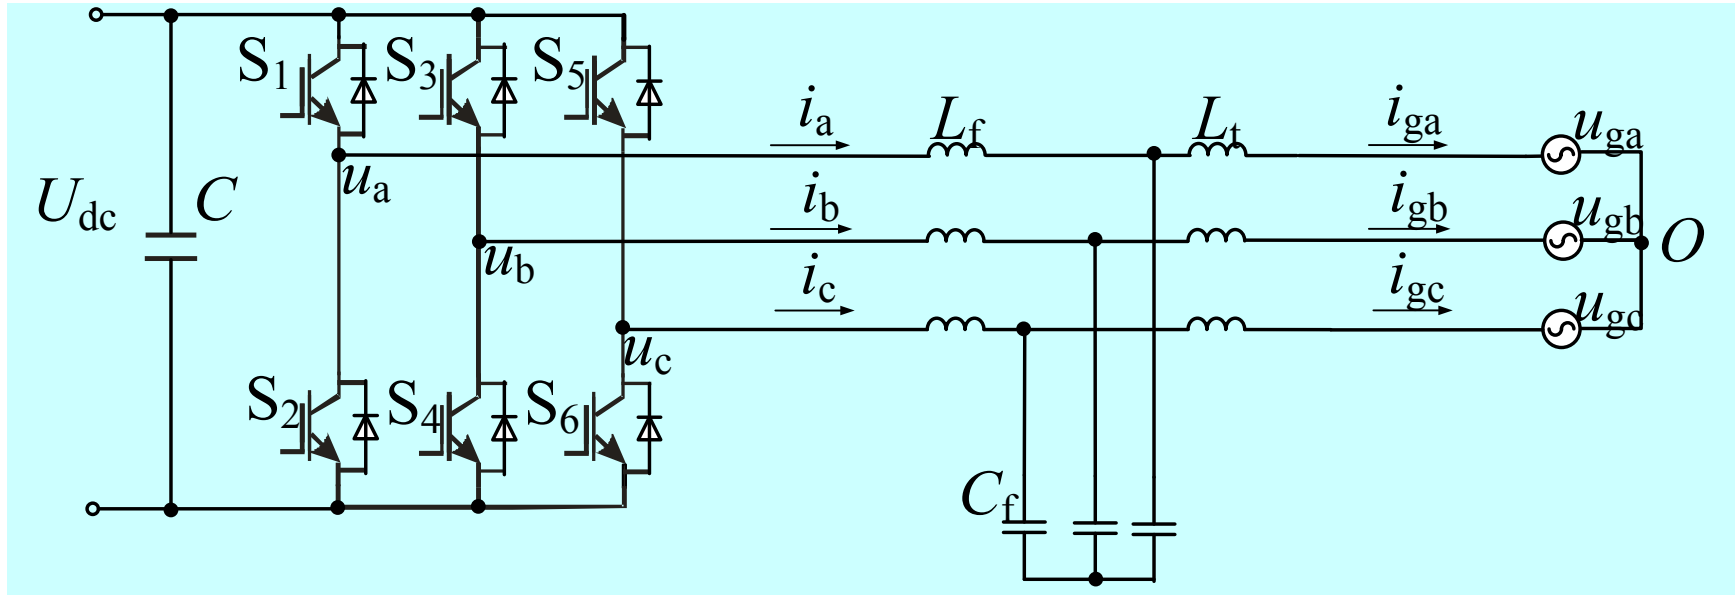 S1 S3 S5
ia Lf Lt iga uga
ua
Udc C ib igb ugb
ub O
ic igc ugc
uc
S2 S4 S6
Cf